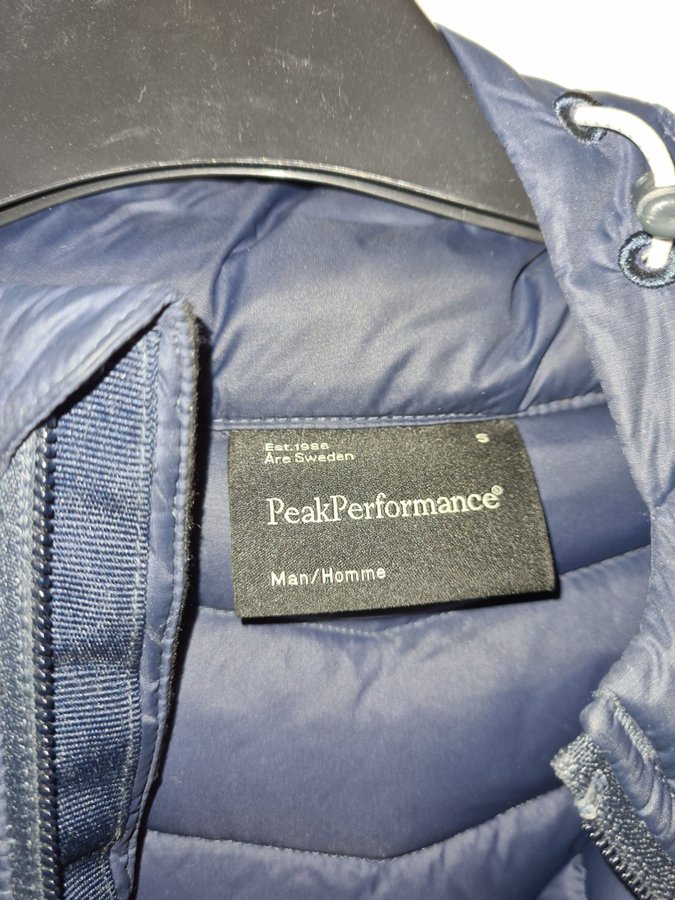 Est.1986
Åre Sweden
S
PeakPerformance®
Man/Homme